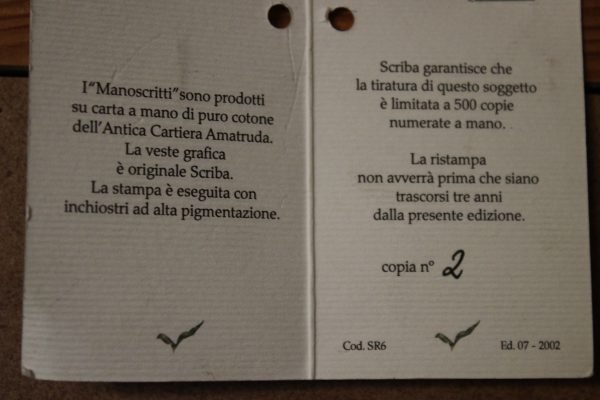 I "Manoscritti" sono prodotti
su carta a mano di puro cotone
dell'Antica Cartiera Amatruda.
La veste grafica
è originale Scriba.
La stampa è eseguita con
inchiostri ad alta pigmentazione.
Scriba garantisce che
la tiratura di questo soggetto
è limitata a 500 copie
numerate a mano.
La ristampa
non avverrà prima che siano
trascorsi tre anni
dalla presente edizione.
copia n° 2
Cod. SR6
Ed. 07 - 2002